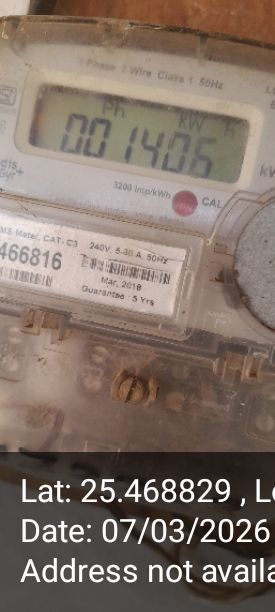 Phase 2 Wire Class 1 50Hz
Ph kW h
001406
3200 Imp/kWh
CAL
Meter, CAT- C3
240V, 5-30 A, 50Hz
466816
Mar, 2018
Guarantee : 5 Yrs
Lat: 25.468829 , L
Date: 07/03/2026
Address not availa